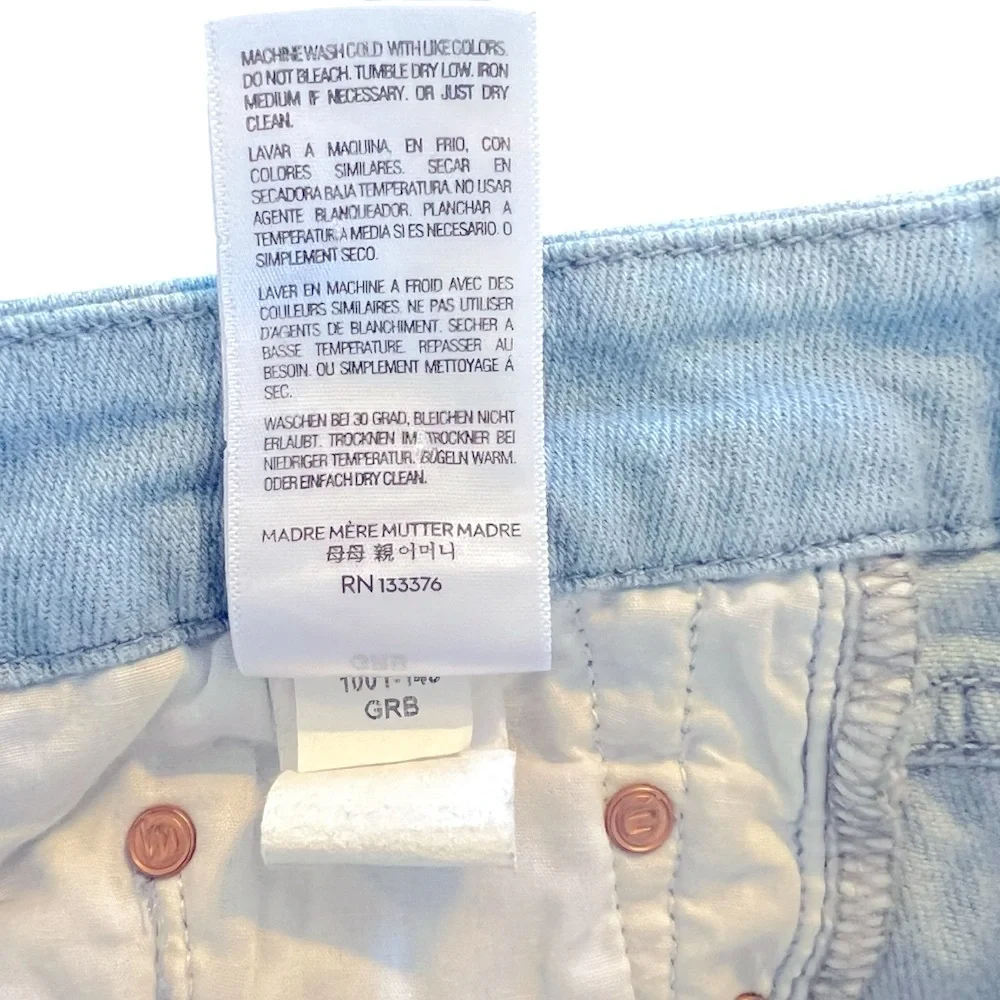 MACHINE WASH COLD WITH LIKE COLORS.
DO NOT BLEACH. TUMBLE DRY LOW. IRON
MEDIUM IF NECESSARY. OR JUST DRY
CLEAN.
LAVAR A MAQUINA, EN FRIO, CON
COLORES SIMILARES. SECAR EN
SECADORA BAJA TEMPERATURA. NO USAR
AGENTE BLANQUEADOR. PLANCHAR A
TEMPERATURA MEDIA SI ES NECESARIO. O
SIMPLEMENT SECO.
LAVER EN MACHINE A FROID AVEC DES
COULEURS SIMILAIRES. NE PAS UTILISER
D'AGENTS DE BLANCHIMENT. SECHER A
BASSE TEMPERATURE. REPASSER AU
BESOIN. OU SIMPLEMENT METTOYAGE Á
SEC.
WASCHEN BEI 30 GRAD, BLEICHEN NICHT
ERLAUBT. TROCKNEN IM TROCKNER BEI
NIEDRIGER TEMPERATUR. BÜGELN WARM.
ODER EINFACH DRY CLEAN.
MADRE MÈRE MUTTER MADRE
母母 親 어머니
RN 133376
GRB
M